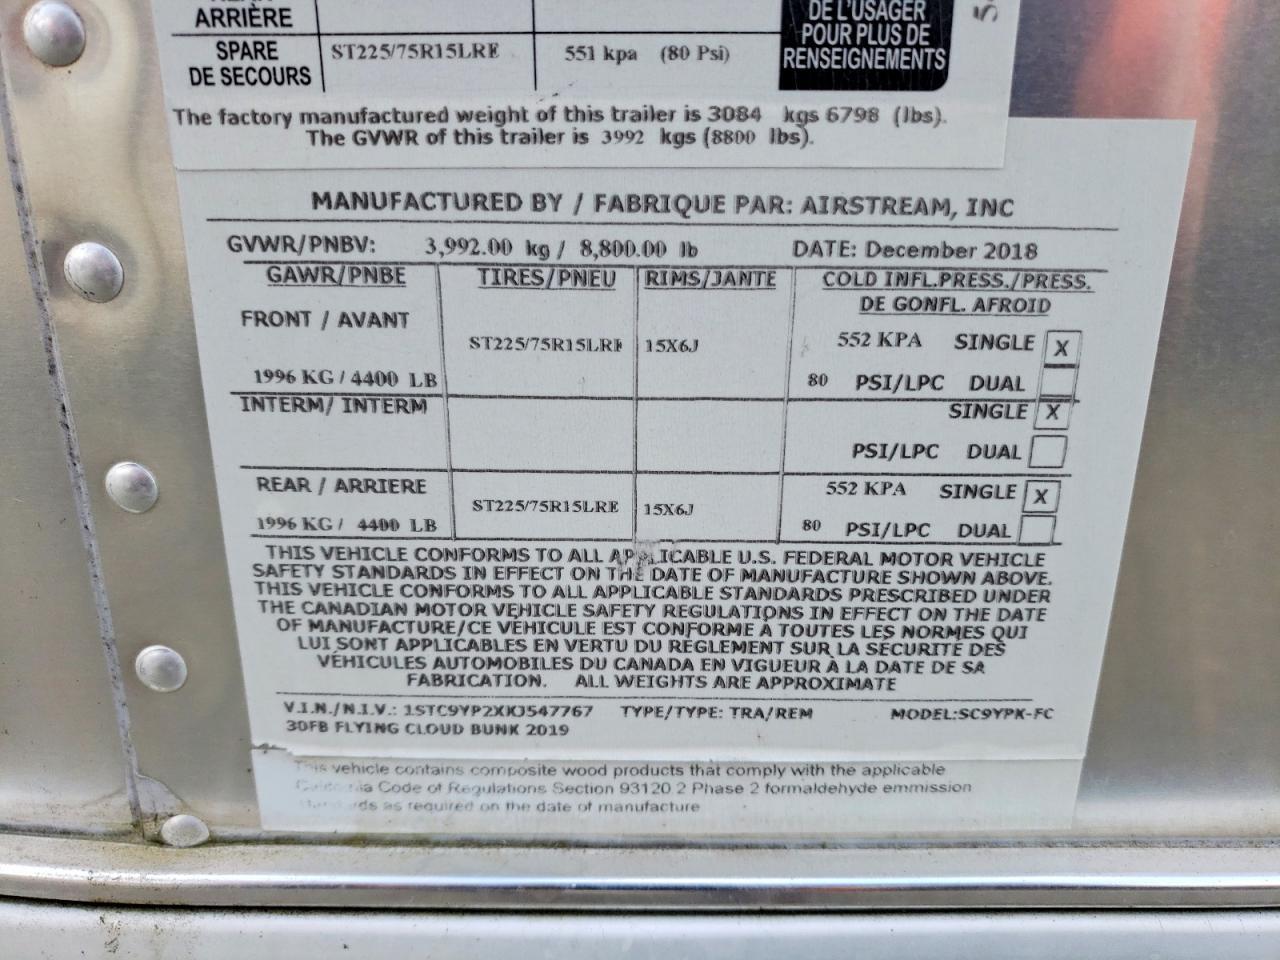 ARRIÈRE
SPARE
DE SECOURS
ST225/75R15LRE
551 kpa (80 Psi)
DE L'USAGER
POUR PLUS DE
RENSEIGNEMENTS
The factory manufactured weight of this trailer is 3084 kgs 6798 (lbs).
The GVWR of this trailer is 3992 kgs (8800 lbs).
MANUFACTURED BY / FABRIQUE PAR: AIRSTREAM, INC
GVWR/PNBV: 3,992.00 kg / 8,800.00 lb DATE: December 2018
GAWR/PNBE TIRES/PNEU RIMS/JANTE COLD INFL.PRESS./PRESS.
DE GONFL. AFROID
FRONT / AVANT
ST225/75R15LRE 15X6J 552 KPA SINGLE X
1996 KG / 4400 LB 80 PSI/LPC DUAL
INTERM/ INTERM SINGLE X
PSI/LPC DUAL
REAR / ARRIERE 552 KPA SINGLE X
ST225/75R15LRE 15X6J
1996 KG / 4400 LB 80 PSI/LPC DUAL
THIS VEHICLE CONFORMS TO ALL APPLICABLE U.S. FEDERAL MOTOR VEHICLE
SAFETY STANDARDS IN EFFECT ON THE DATE OF MANUFACTURE SHOWN ABOVE.
THIS VEHICLE CONFORMS TO ALL APPLICABLE STANDARDS PRESCRIBED UNDER
THE CANADIAN MOTOR VEHICLE SAFETY REGULATIONS IN EFFECT ON THE DATE
OF MANUFACTURE/CE VÉHICULE EST CONFORME À TOUTES LES NORMES QUI
LUI SONT APPLICABLES EN VERTU DU REGLEMENT SUR LA SECURITE DES
VÉHICULES AUTOMOBILES DU CANADA EN VIGUEUR À LA DATE DE SA
FABRICATION. ALL WEIGHTS ARE APPROXIMATE
V.I.N./N.I.V.: 1STC9YP2XKJ547767 TYPE/TYPE: TRA/REM MODEL:SC9YPK-FC
30FB FLYING CLOUD BUNK 2019
This vehicle contains composite wood products that comply with the applicable
California Code of Regulations Section 93120.2 Phase 2 formaldehyde emmission
standards as required on the date of manufacture